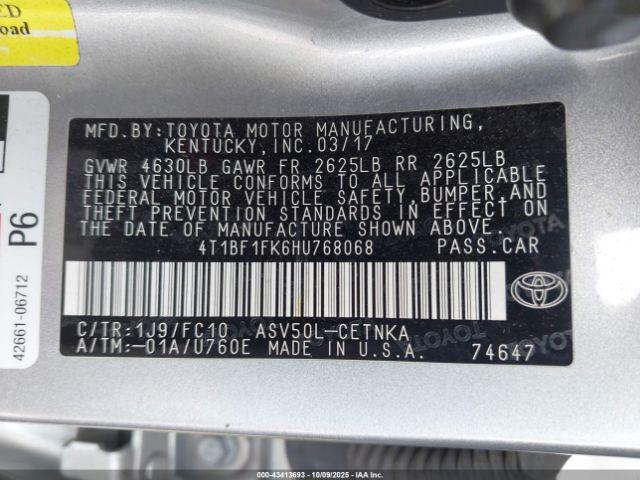 ED
oad
MFD.BY:TOYOTA MOTOR MANUFACTURING,
KENTUCKY,INC.03/17
GVWR 4630LB GAWR FR 2625LB RR 2625LB
THIS VEHICLE CONFORMS TO ALL APPLICABLE
FEDERAL MOTOR VEHICLE SAFETY,BUMPER,AND
THEFT PREVENTION STANDARDS IN EFFECT ON
THE DATE OF MANUFACTURE SHOWN ABOVE.
4T1BF1FK6HU768068 PASS.CAR
C/TR:1J9/FC10 ASV50L-CETNKA
A/TM:-01A/U760E MADE IN U.S.A. 74647
TOYOTA
P6
42661-06712
© IAA 00-43413693 10/09/2025 © IAA